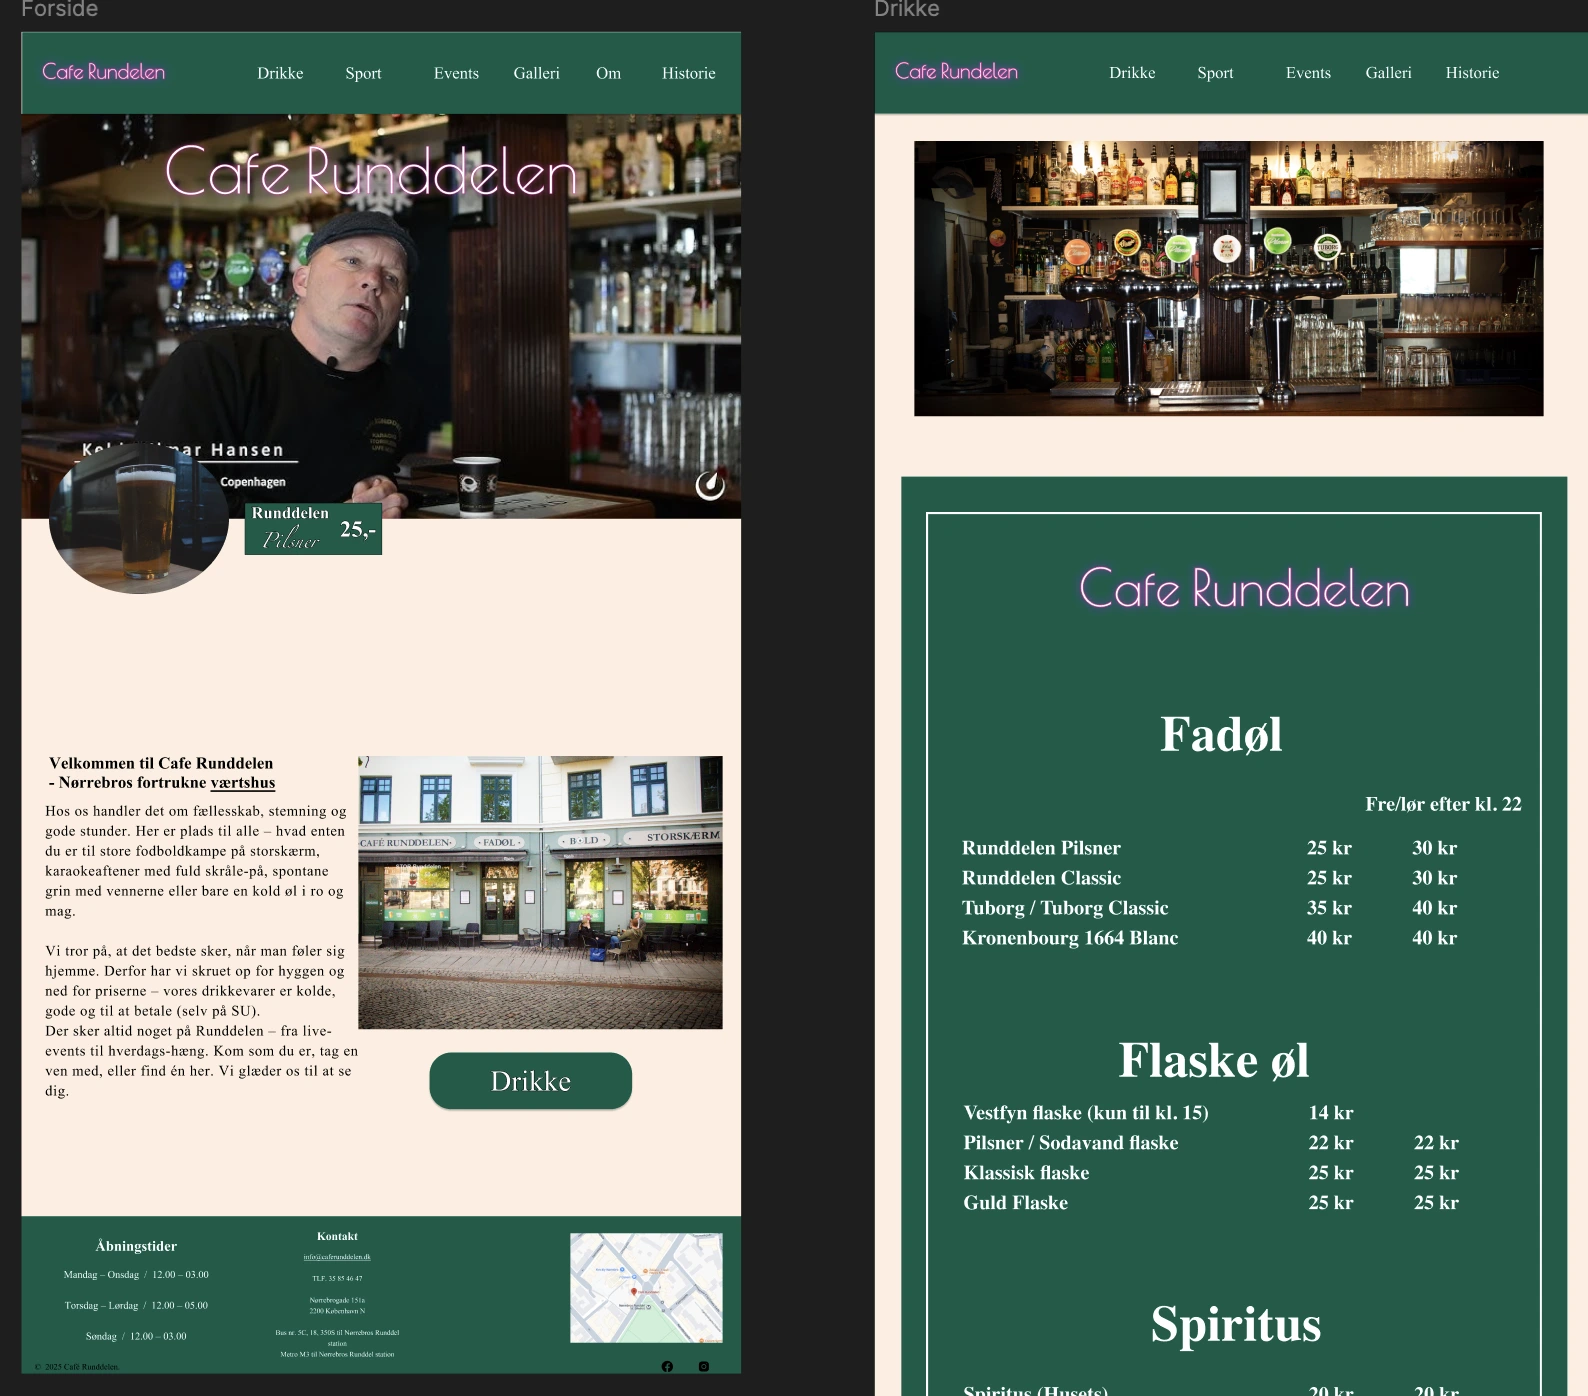 Forside
Cafe Rundelen
Drikke Sport Events Galleri Om Historie
Cafe Runddelen
mar Hansen
Copenhagen
Runddelen
Pilsner
25,-
Velkommen til Cafe Runddelen
- Nørrebros fortrukne værtshus
Hos os handler det om fællesskab, stemning og
gode stunder. Her er plads til alle – hvad enten
du er til store fodboldkampe på storskærm,
karaokeaftener med fuld skråle-på, spontane
grin med vennerne eller bare en kold øl i ro og
mag.
Vi tror på, at det bedste sker, når man føler sig
hjemme. Derfor har vi skruet op for hyggen og
ned for priserne – vores drikkevarer er kolde,
gode og til at betale (selv på SU).
Der sker altid noget på Runddelen – fra live-
events til hverdags-hæng. Kom som du er, tag en
ven med, eller find én her. Vi glæder os til at se
dig.
CAFÉ RUNDDELEN · FADØL · STORSKÆRM
Drikke
Åbningstider
Mandag – Onsdag / 12.00 – 03.00
Torsdag – Lørdag / 12.00 – 05.00
Søndag / 12.00 – 03.00
© 2025 Café Runddelen.
Kontakt
info@caferunddelen.dk
TLF. 35 85 46 47
Nørrebrogade 151a
2200 København N
Bus nr. 5C, 18, 350S til Nørrebros Runddel
station
Metro M3 til Nørrebros Runddel station
Drikke
Cafe Rundelen
Drikke Sport Events Galleri Historie
TUBORG
Cafe Runddelen
Fadøl
Fre/lør efter kl. 22
Runddelen Pilsner 25 kr 30 kr
Runddelen Classic 25 kr 30 kr
Tuborg / Tuborg Classic 35 kr 40 kr
Kronenbourg 1664 Blanc 40 kr 40 kr
Flaske øl
Vestfyn flaske (kun til kl. 15) 14 kr
Pilsner / Sodavand flaske 22 kr 22 kr
Klassisk flaske 25 kr 25 kr
Guld Flaske 25 kr 25 kr
Spiritus
Spiritus (Husets) 20 kr 20 kr